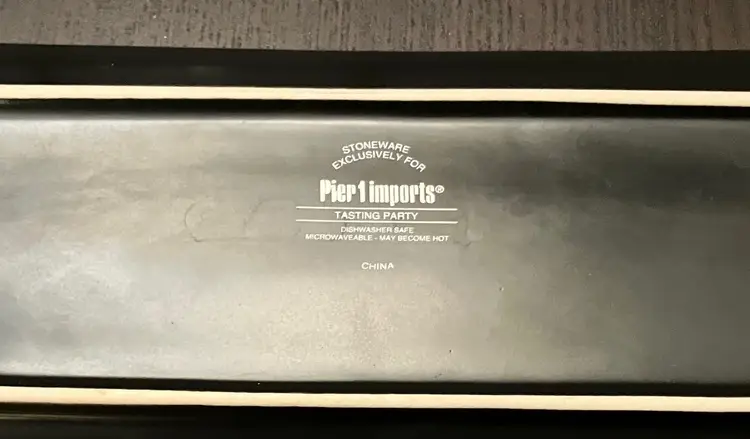 STONEWARE
EXCLUSIVELY FOR
Pier 1 imports®
TASTING PARTY
DISHWASHER SAFE
MICROWAVEABLE - MAY BECOME HOT
CHINA